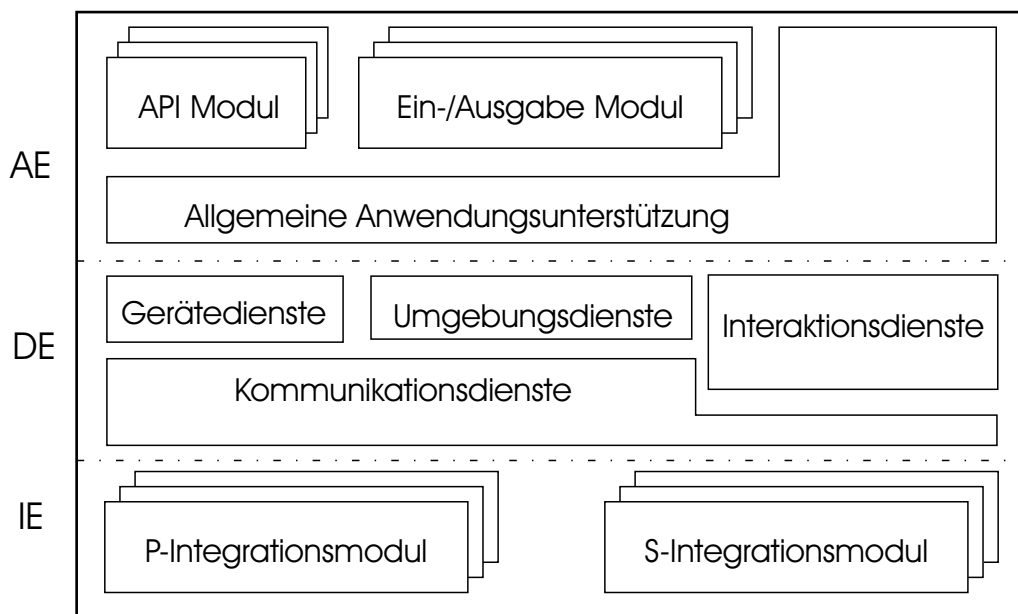 API Modul
Ein-/Ausgabe Modul
AE
Allgemeine Anwendungsunterstützung
Gerätedienste
Umgebungsdienste
Interaktionsdienste
DE
Kommunikationsdienste
IE
P-Integrationsmodul
S-Integrationsmodul